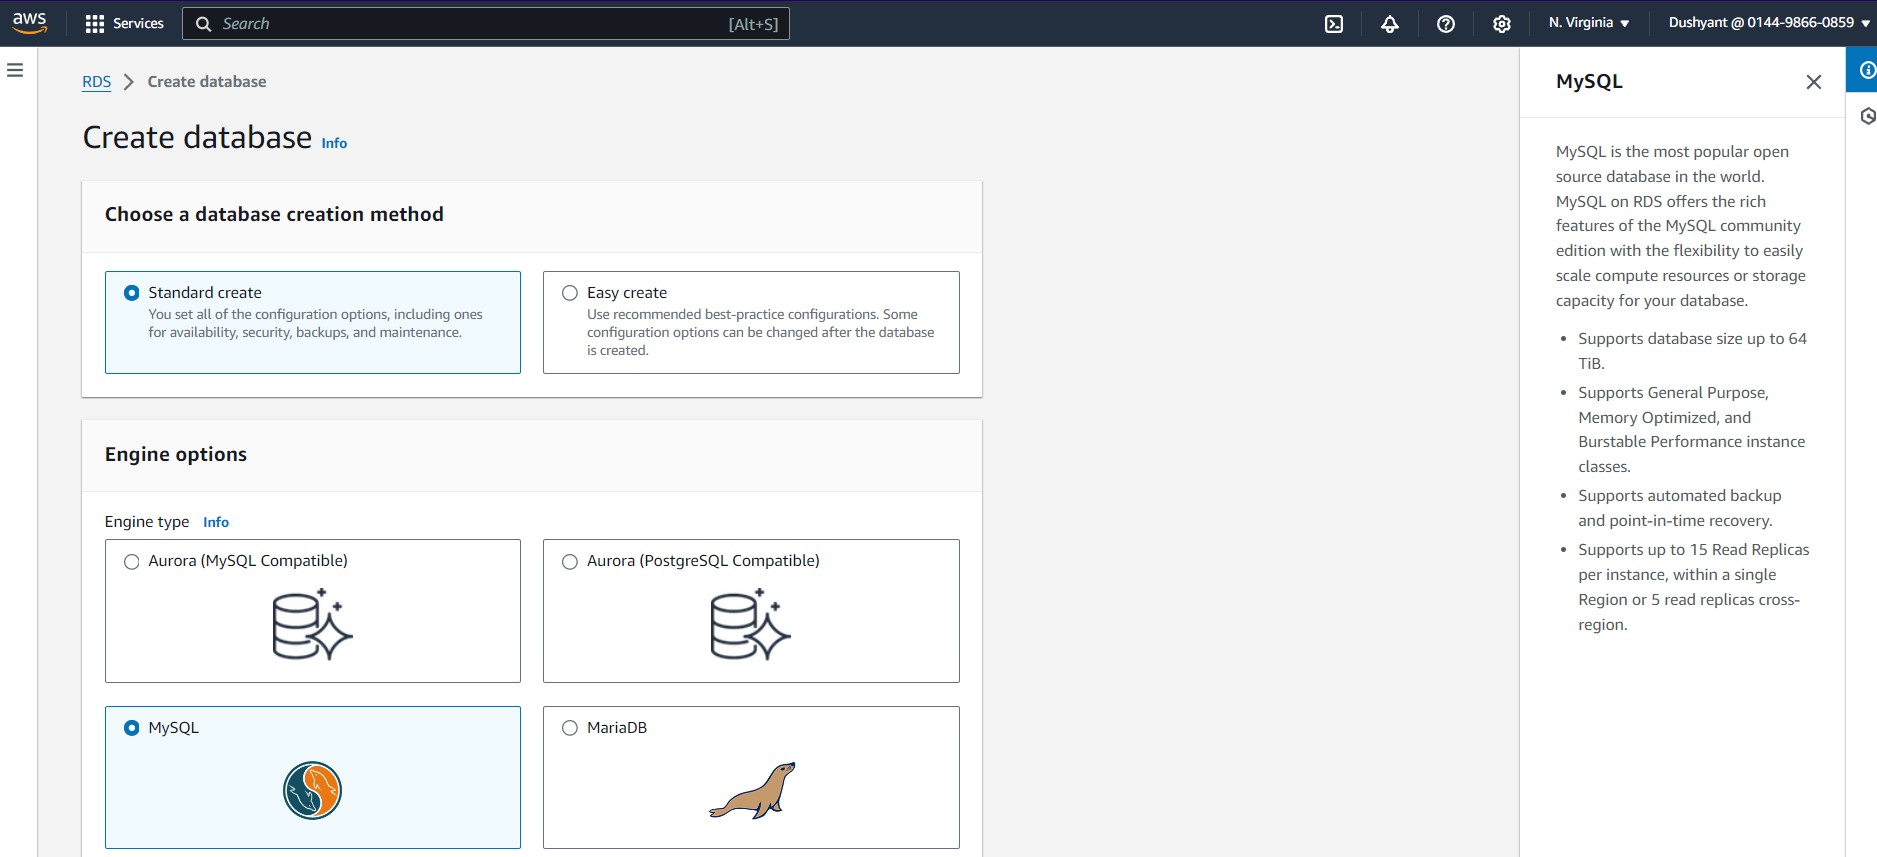 aws
Services
Search
[Alt+S]
N. Virginia
Dushyant @ 0144-9866-0859
RDS
Create database
Create database
Info
Choose a database creation method
Standard create
You set all of the configuration options, including ones
for availability, security, backups, and maintenance.
Easy create
Use recommended best-practice configurations. Some
configuration options can be changed after the database
is created.
Engine options
Engine type
Info
Aurora (MySQL Compatible)
Aurora (PostgreSQL Compatible)
MySQL
MariaDB
MySQL
MySQL is the most popular open
source database in the world.
MySQL on RDS offers the rich
features of the MySQL community
edition with the flexibility to easily
scale compute resources or storage
capacity for your database.
• Supports database size up to 64
TiB.
• Supports General Purpose,
Memory Optimized, and
Burstable Performance instance
classes.
• Supports automated backup
and point-in-time recovery.
• Supports up to 15 Read Replicas
per instance, within a single
Region or 5 read replicas cross-
region.